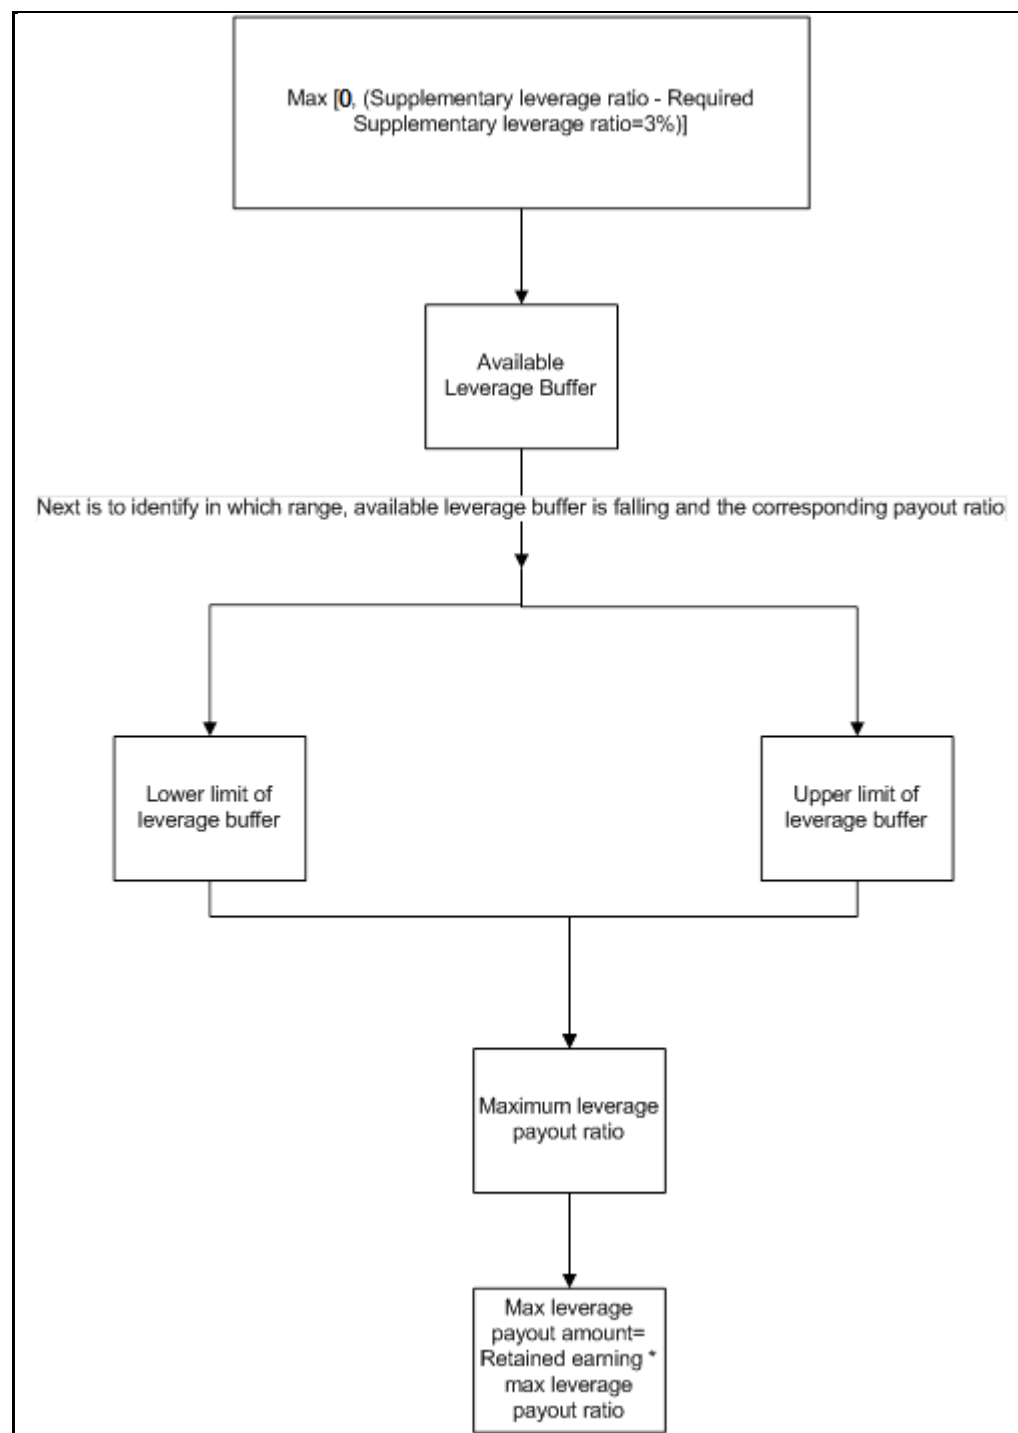 Max [0, (Supplementary leverage ratio - Required
Supplementary leverage ratio=3%)]
Available
Leverage Buffer
Next is to identify in which range, available leverage buffer is falling and the corresponding payout ratio
Lower limit of
leverage buffer
Upper limit of
leverage buffer
Maximum leverage
payout ratio
Max leverage
payout amount=
Retained earning *
max leverage
payout ratio